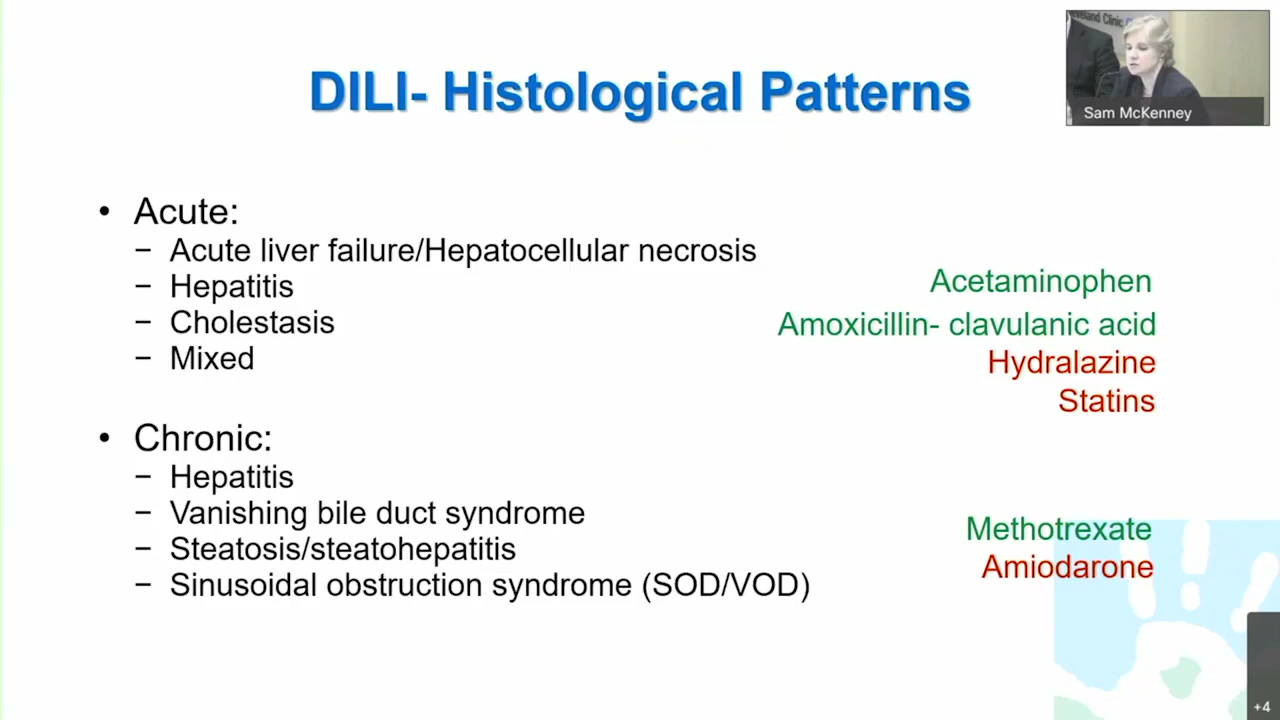 DILI- Histological Patterns
Sam McKenney
• Acute:
− Acute liver failure/Hepatocellular necrosis
− Hepatitis
− Cholestasis
− Mixed
Acetaminophen
Amoxicillin- clavulanic acid
Hydralazine
Statins
• Chronic:
− Hepatitis
− Vanishing bile duct syndrome
− Steatosis/steatohepatitis
− Sinusoidal obstruction syndrome (SOD/VOD)
Methotrexate
Amiodarone
+4